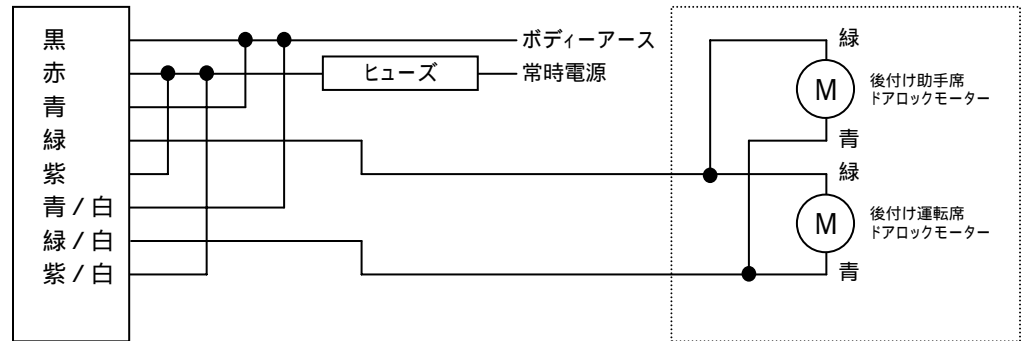 黒
赤
青
緑
紫
青/白
緑/白
紫/白
ボディーアース
ヒューズ
常時電源
緑
M
後付け助手席
ドアロックモーター
青
緑
M
後付け運転席
ドアロックモーター
青